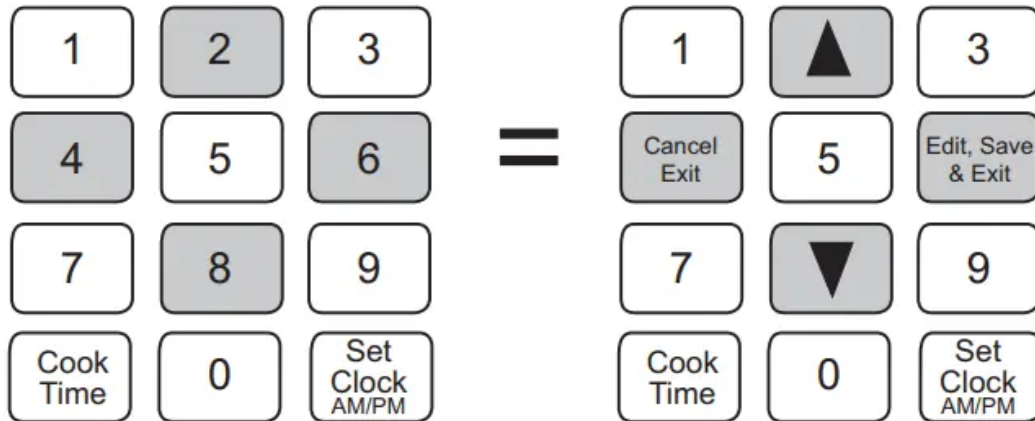 1 2 3 1 ▲ 3
4 5 6 = Cancel
Exit 5 Edit, Save
& Exit
7 8 9 7 ▼ 9
Cook
Time 0 Set
Clock
AM/PM Cook
Time 0 Set
Clock
AM/PM